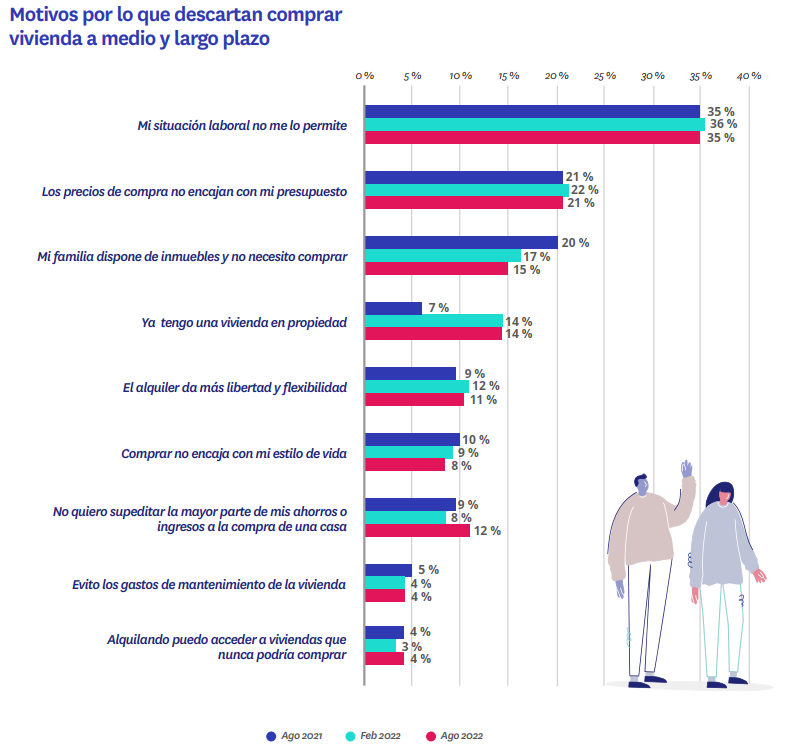 Motivos por lo que descartan comprar
vivienda a medio y largo plazo
0 % 5 % 10 % 15 % 20 % 25 % 30 % 35 % 40 %
Mi situación laboral no me lo permite
35 %
36 %
35 %
Los precios de compra no encajan con mi presupuesto
21 %
22 %
21 %
Mi familia dispone de inmuebles y no necesito comprar
20 %
17 %
15 %
Ya tengo una vivienda en propiedad
7 %
14 %
14 %
El alquiler da más libertad y flexibilidad
9 %
12 %
11 %
Comprar no encaja con mi estilo de vida
10 %
9 %
8 %
No quiero supeditar la mayor parte de mis ahorros o
ingresos a la compra de una casa
9 %
8 %
12 %
Evito los gastos de mantenimiento de la vivienda
5 %
4 %
4 %
Alquilando puedo acceder a viviendas que
nunca podría comprar
4 %
3 %
4 %
Ago 2021 Feb 2022 Ago 2022